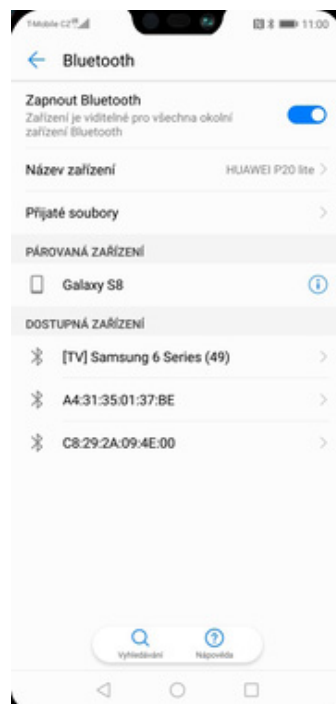 T-Mobile CZ
11:00
Bluetooth
Zapnout Bluetooth
Zařízení je viditelné pro všechna okolní
zařízení Bluetooth
Název zařízení HUAWEI P20 lite
Přijaté soubory
PÁROVANÁ ZAŘÍZENÍ
Galaxy S8
DOSTUPNÁ ZAŘÍZENÍ
[TV] Samsung 6 Series (49)
A4:31:35:01:37:BE
C8:29:2A:09:4E:00
Vyhledávání Nápověda